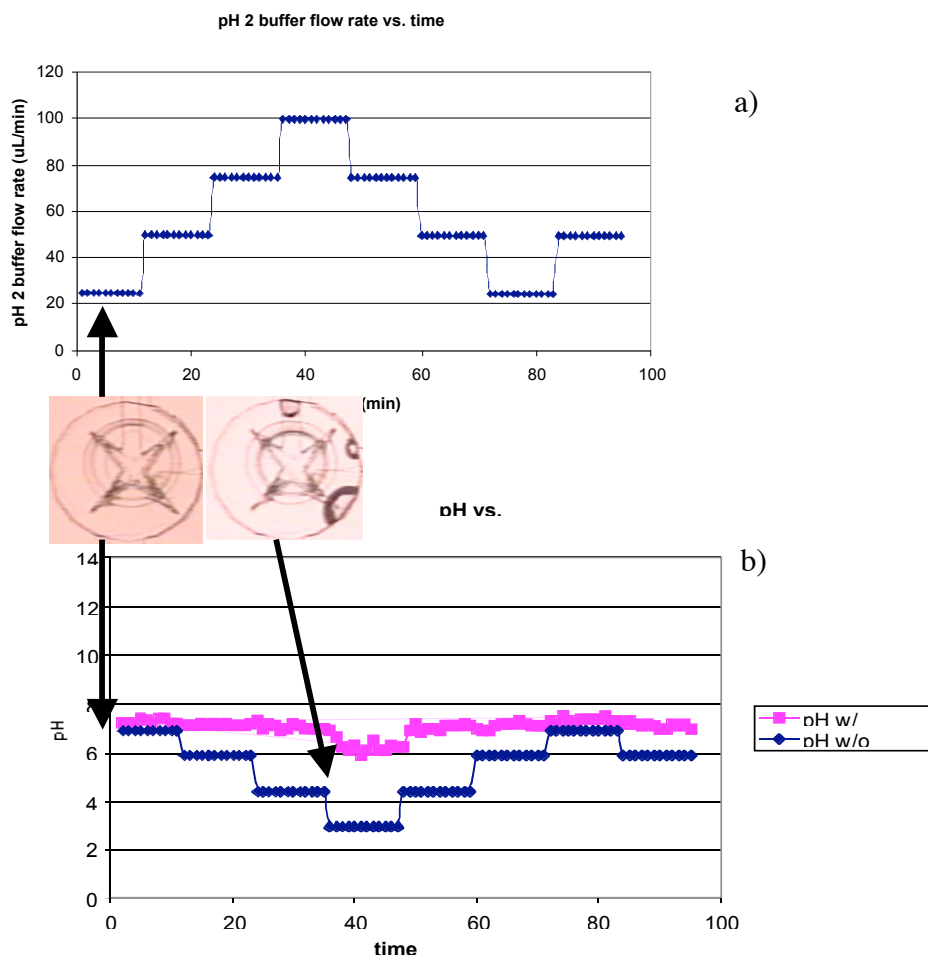 pH 2 buffer flow rate vs. time
a)
pH 2 buffer flow rate (uL/min)
120
100
80
60
40
20
0
0 20 40 60 80 100
(min)
pH vs.
b)
pH
14
12
10
8
6
4
2
0
0 20 40 60 80 100
time
pH w/
pH w/o